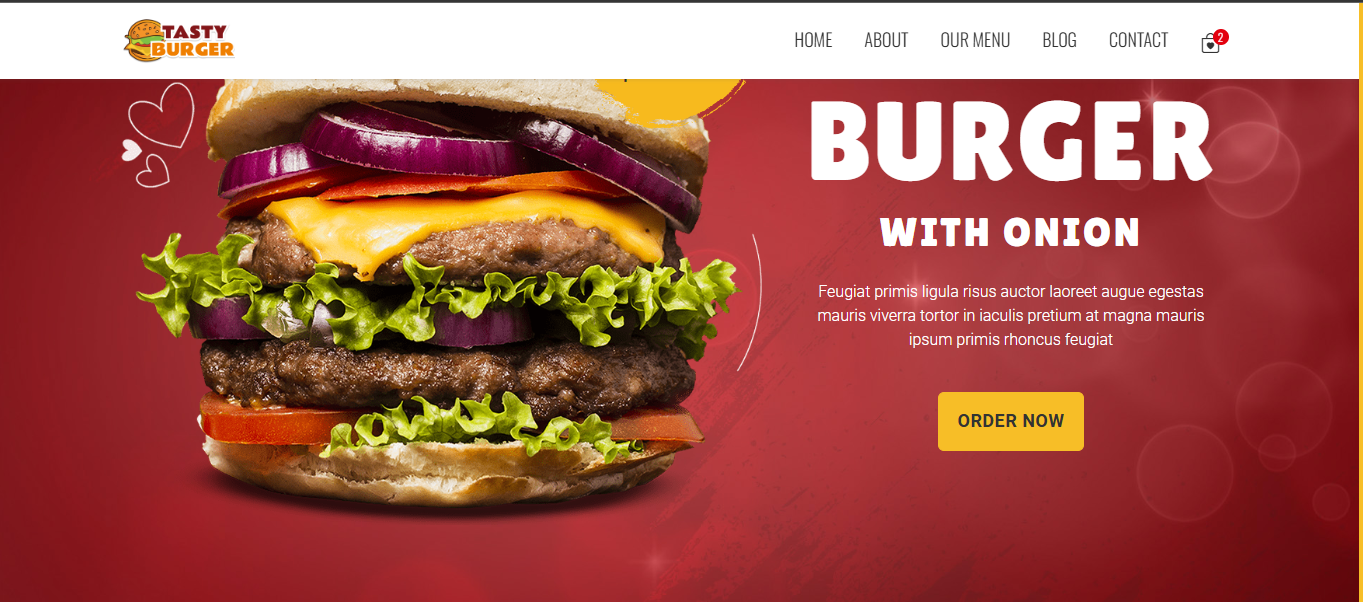 TASTY
BURGER
HOME ABOUT OUR MENU BLOG CONTACT 2
BURGER
WITH ONION
Feugiat primis ligula risus auctor laoreet augue egestas
mauris viverra tortor in iaculis pretium at magna mauris
ipsum primis rhoncus feugiat
ORDER NOW